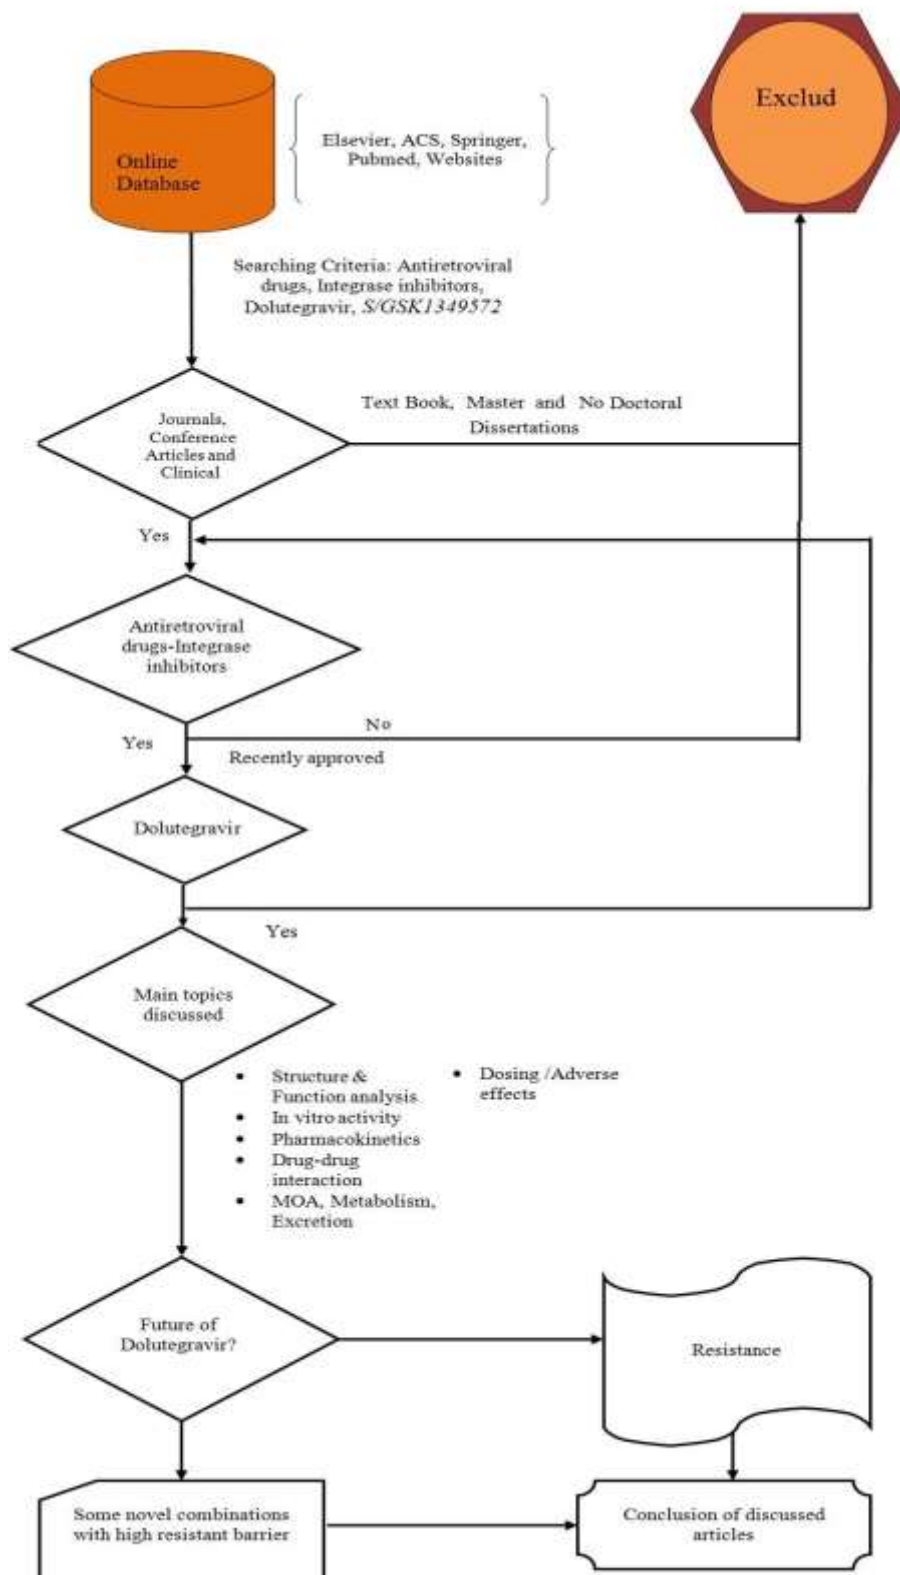 Exclud
Online
Database
Elsevier, ACS, Springer,
Pubmed, Websites
Searching Criteria: Antiretroviral
drugs, Integrase inhibitors,
Dolutegravir, S/GSK1349572
Journals,
Conference
Articles and
Clinical
Text Book, Master and No Doctoral
Dissertations
Yes
Antiretroviral
drugs-Integrase
inhibitors
No
Yes
Recently approved
Dolutegravir
Yes
Main topics
discussed
• Structure &
Function analysis
• In vitro activity
• Pharmacokinetics
• Drug-drug
interaction
• MOA, Metabolism,
Excretion
• Dosing /Adverse
effects
Future of
Dolutegravir?
Resistance
Some novel combinations
with high resistant barrier
Conclusion of discussed
articles